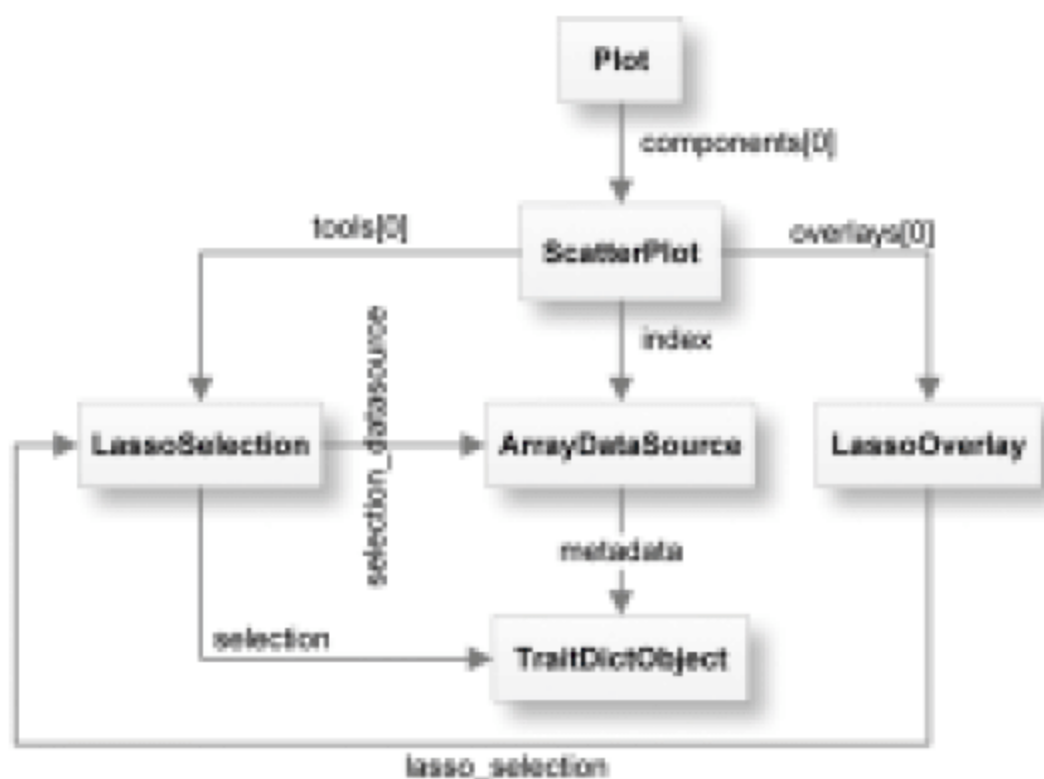 Plot
components[0]
tools[0]
overlays[0]
ScatterPlot
selection_datasource
index
LassoSelection
ArrayDataSource
LassoOverlay
metadata
selection
TraitDictObject
lasso_selection